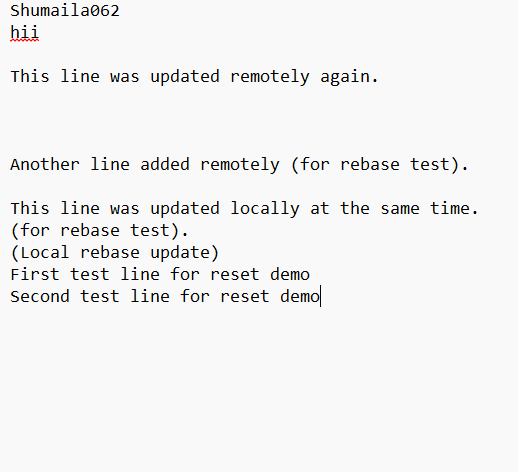 Shumaila062
hii
This line was updated remotely again.
Another line added remotely (for rebase test).
This line was updated locally at the same time.
(for rebase test).
(Local rebase update)
First test line for reset demo
Second test line for reset demo